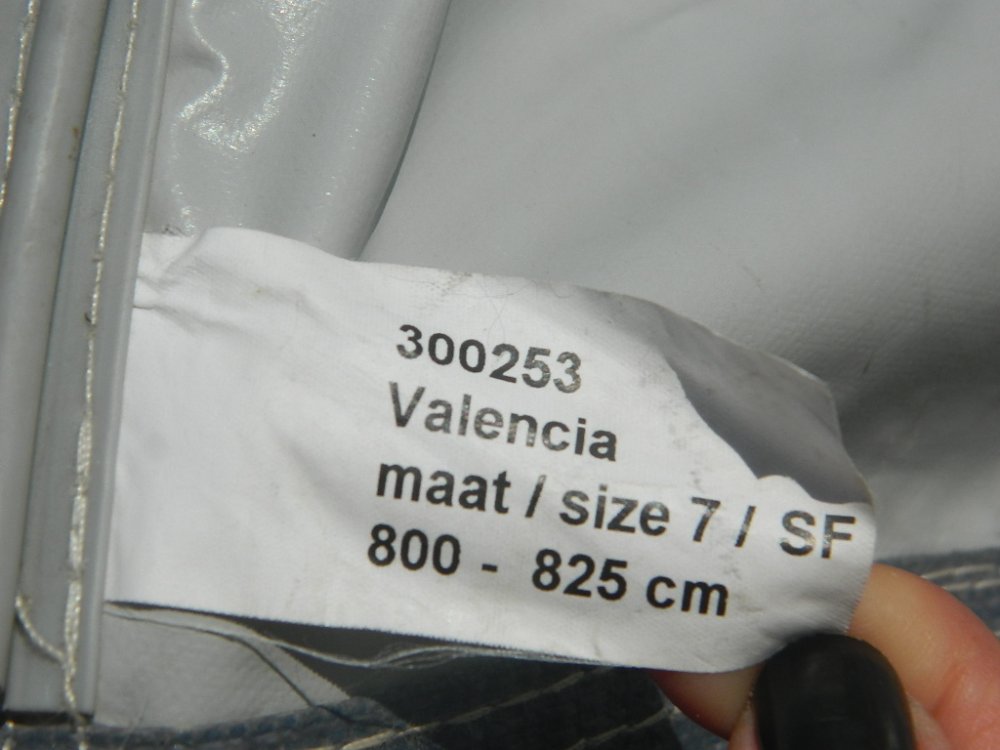 300253
Valencia
maat / size 7 / SF
800 - 825 cm